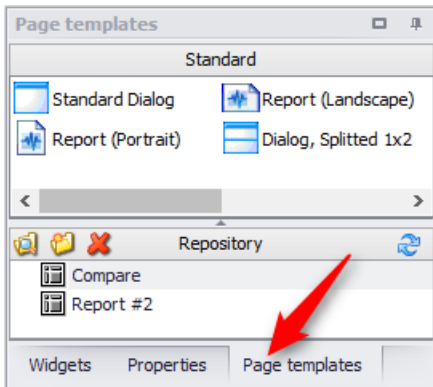 Page templates
Standard
Standard Dialog Report (Landscape)
Report (Portrait) Dialog, Splitted 1x2
Repository
Compare
Report #2
Widgets Properties Page templates